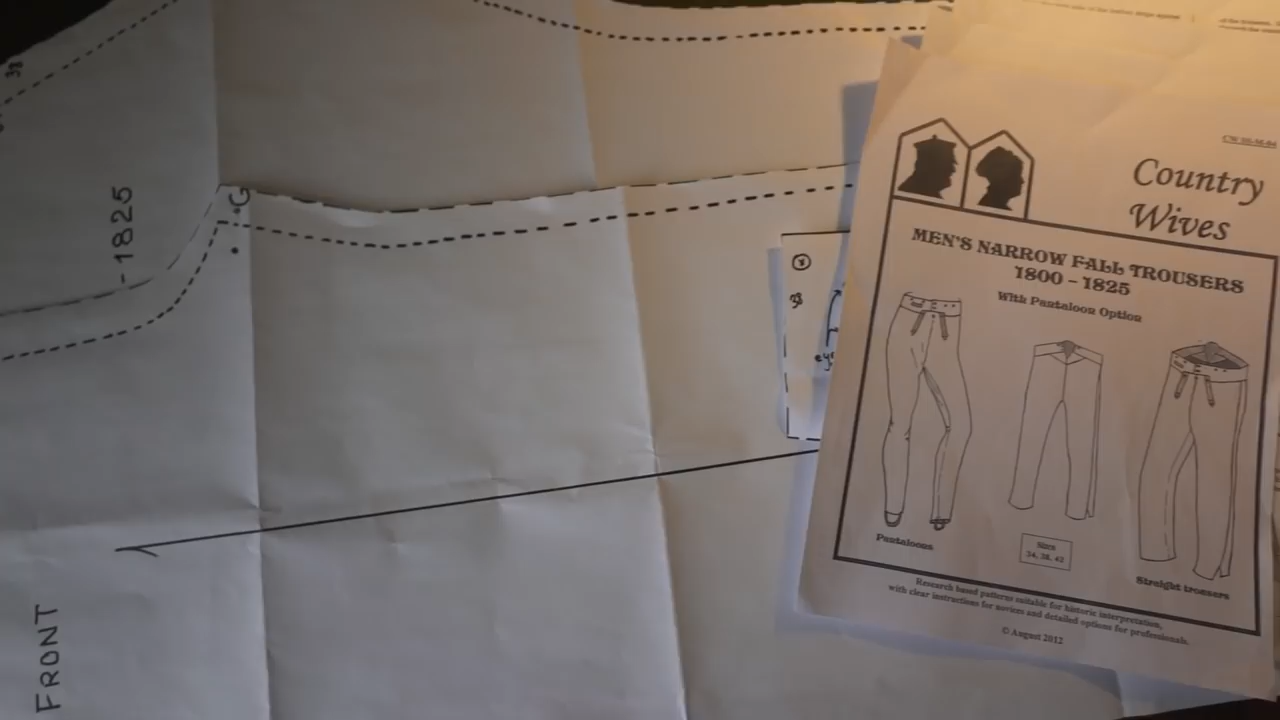 38
-1825
G
FRONT
38
Country
Wives
MEN'S NARROW FALL TROUSERS
1800 – 1825
With Pantaloon Option
Pantaloons
Sizes
34, 38, 42
Straight trousers
Research based patterns suitable for historic interpretation,
with clear instructions for novices and detailed options for professionals.
© August 2012